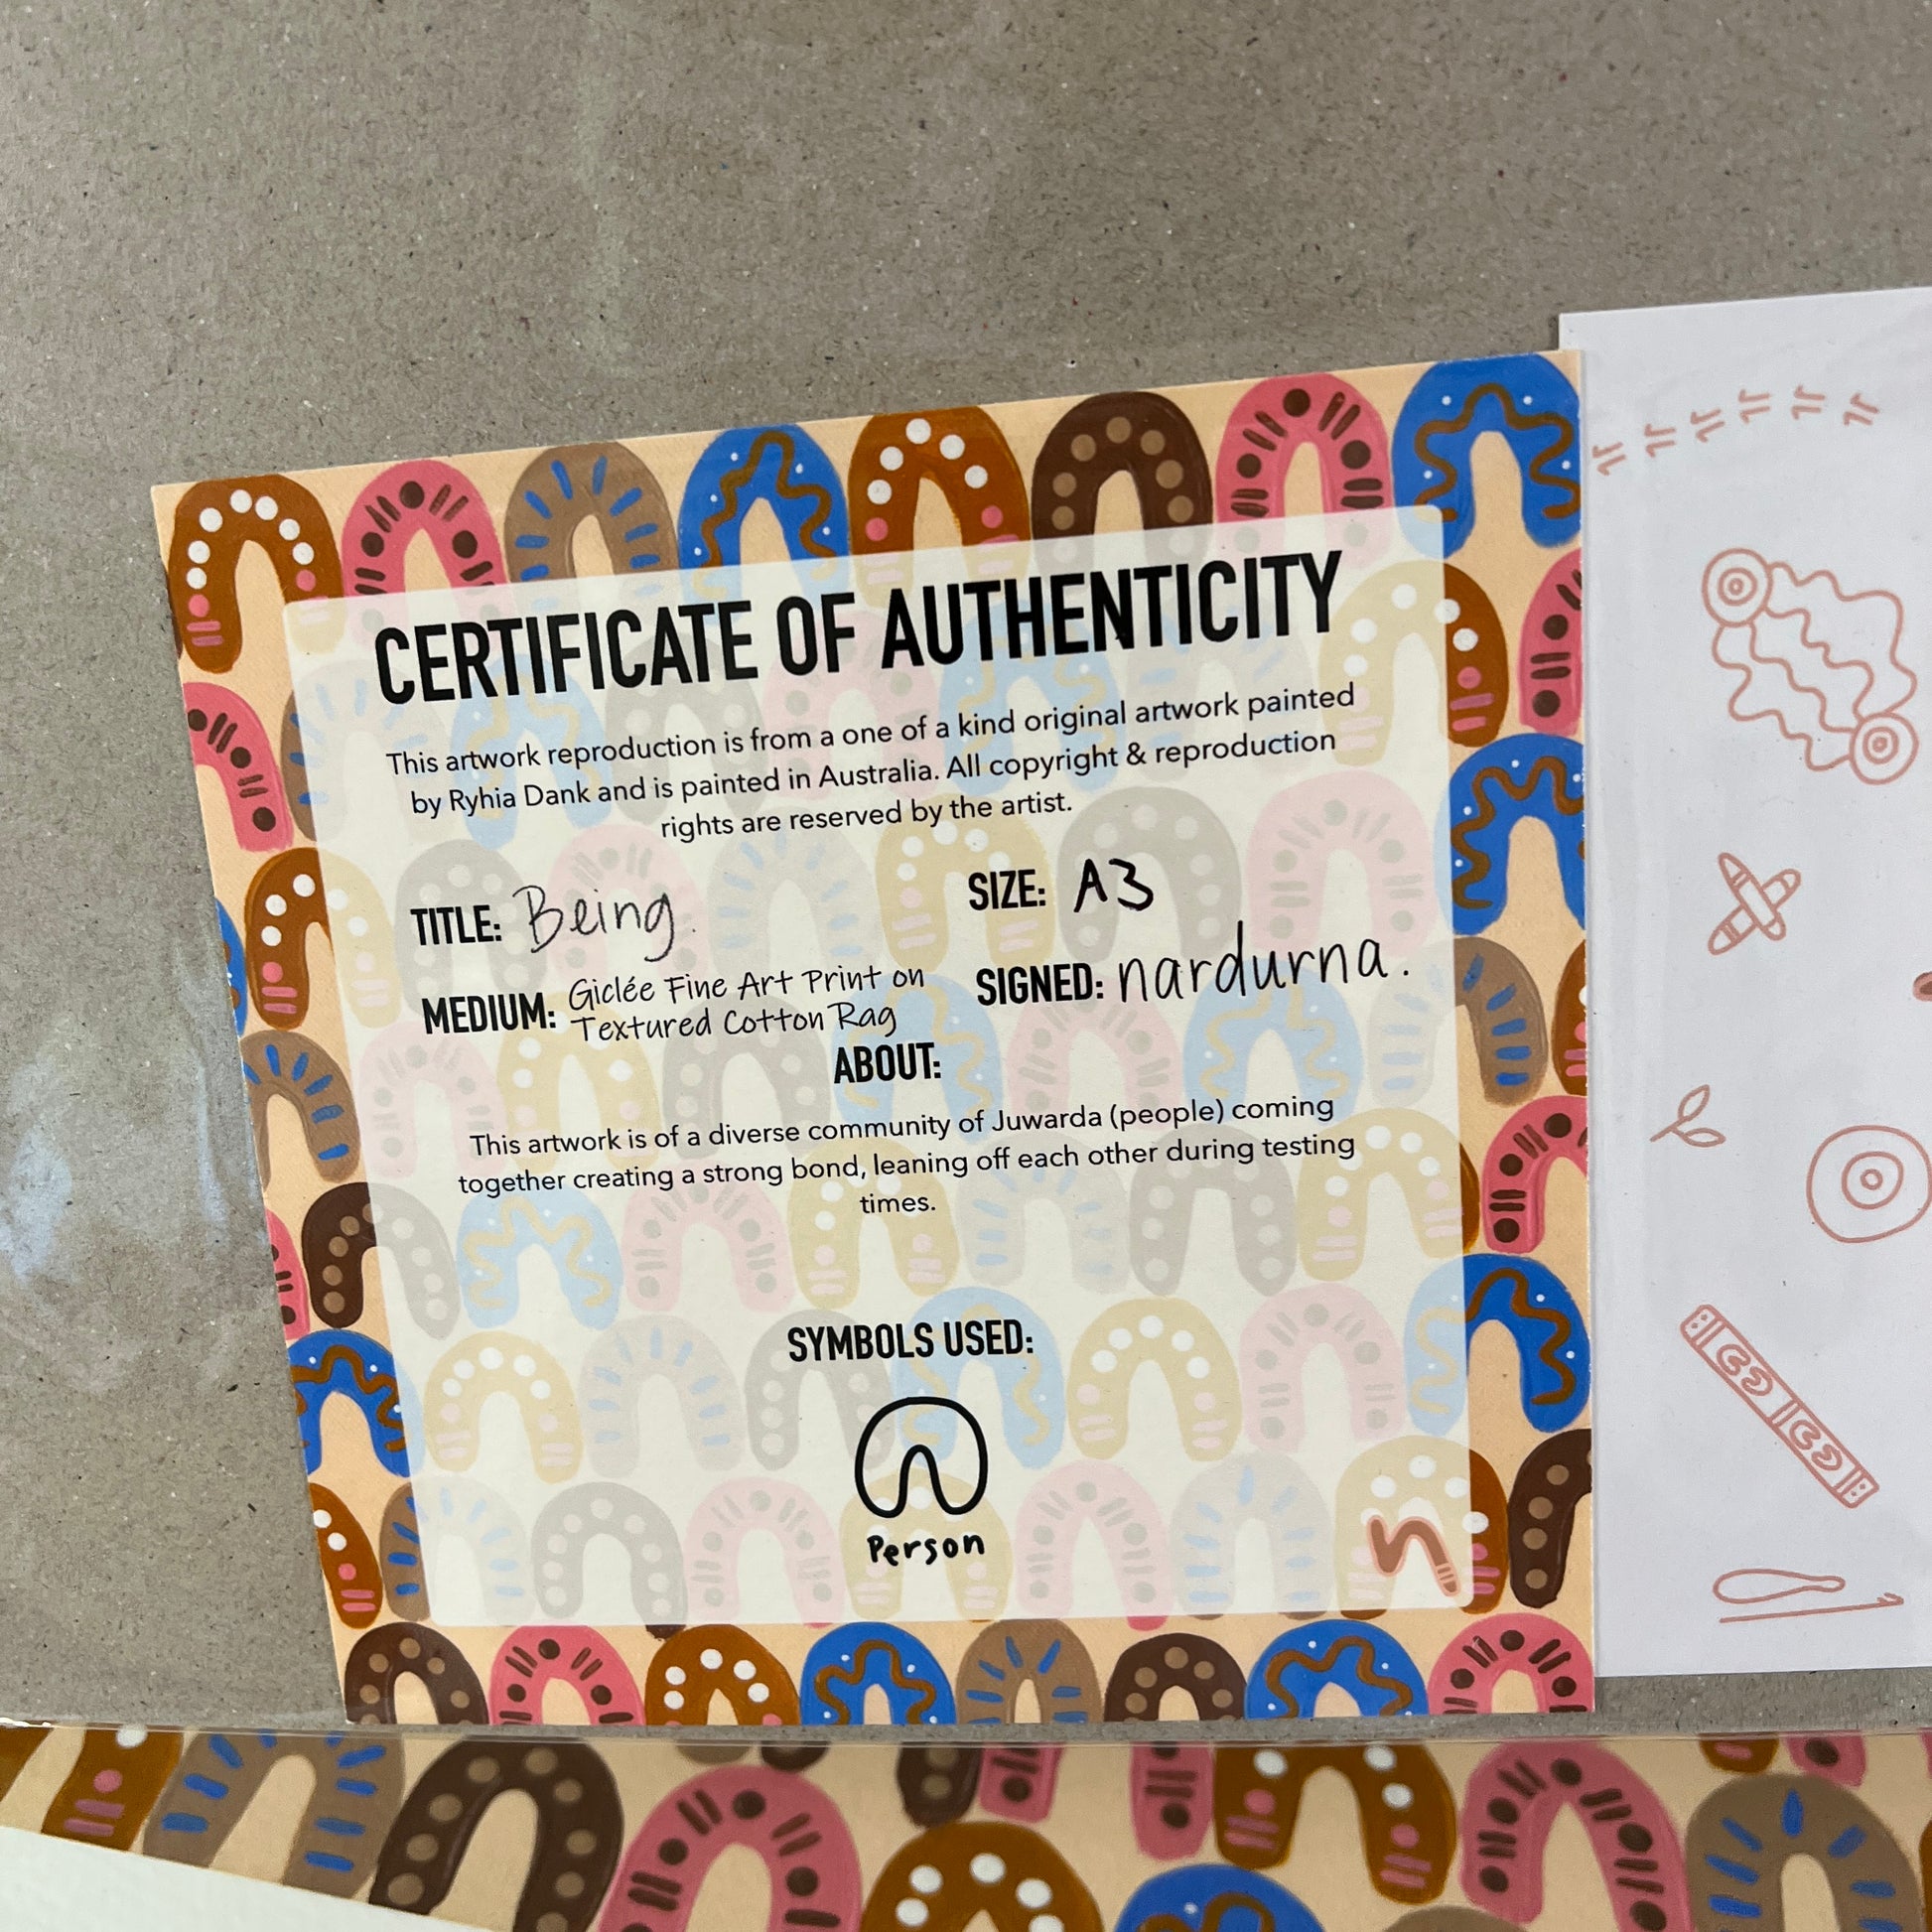 CERTIFICATE OF AUTHENTICITY
This artwork reproduction is from a one of a kind original artwork painted
by Ryhia Dank and is painted in Australia. All copyright & reproduction
rights are reserved by the artist.
TITLE: Being.
SIZE: A3
MEDIUM: Giclée Fine Art Print on
Textured Cotton Rag
SIGNED: nardurna.
ABOUT:
This artwork is of a diverse community of Juwarda (people) coming
together creating a strong bond, leaning off each other during testing
times.
SYMBOLS USED:
Person
n